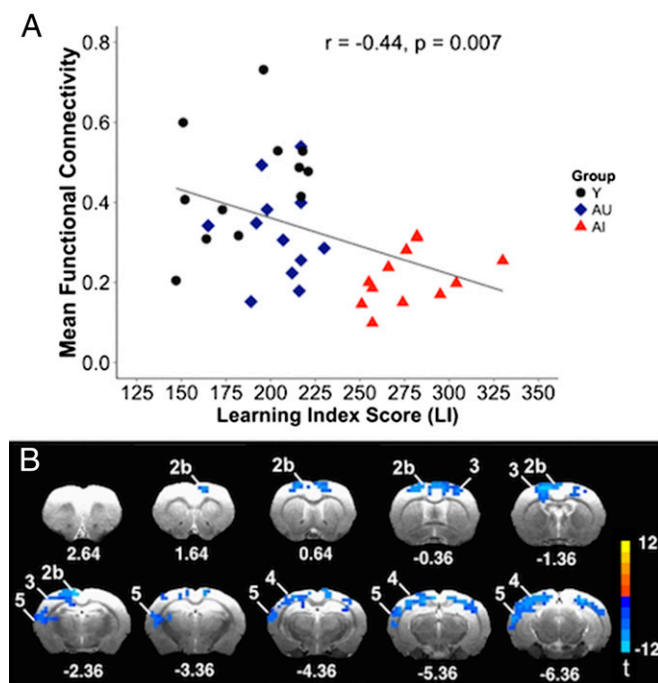 A
r = -0.44, p = 0.007
Mean Functional Connectivity
0.8
0.6
0.4
0.2
0.0
125 150 175 200 225 250 275 300 325 350
Learning Index Score (LI)
Group
Y
AU
AI
B
2b 2b 2b 3 3 2b
2.64 1.64 0.64 -0.36 -1.36
12
5 3 2b 5 5 4 5 4 5 4
-12
-2.36 -3.36 -4.36 -5.36 -6.36 t